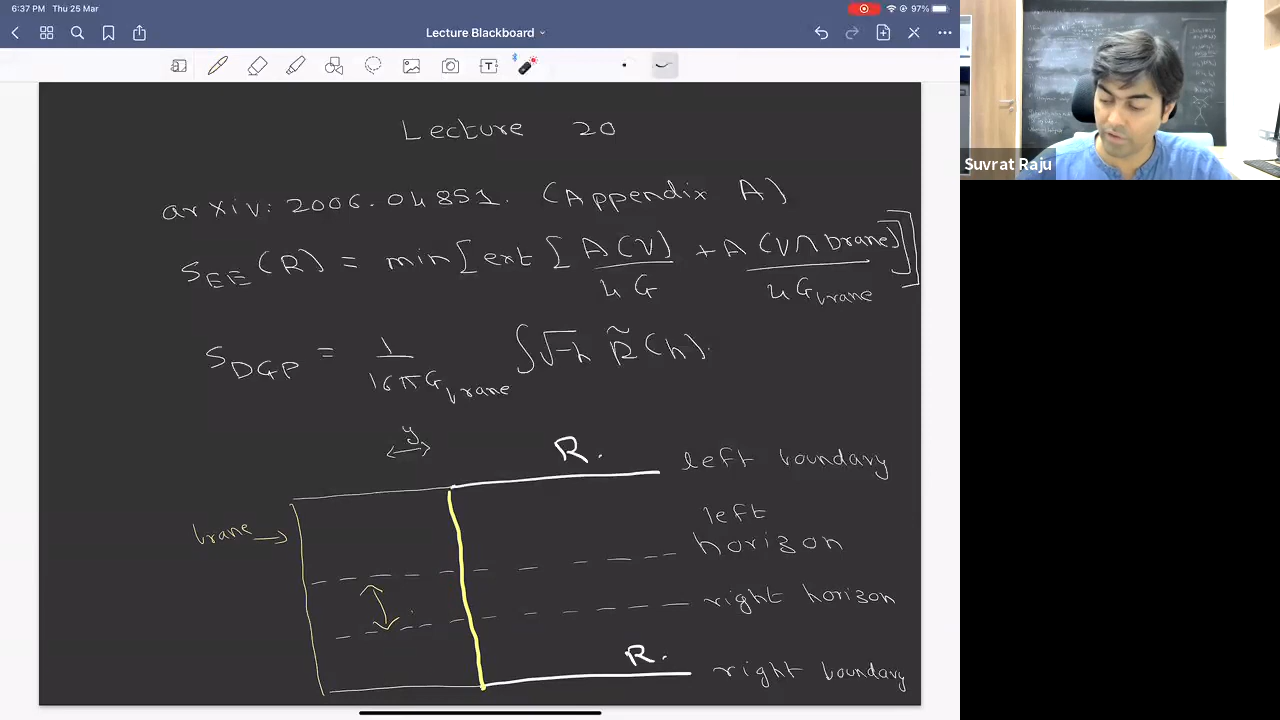 6:37 PM Thu 25 Mar
97%
Lecture Blackboard
Suvrat Raju
Lecture 20
arXiv: 2006.04851. (Appendix A)
S_EE(R) = min[ext[A(V)/4G + A(V∩brane)/4G_brane]]
S_DGP = 1/16πG_brane ∫√-h R̃(h).
y
R.
left boundary
brane →
left
horizon
right horizon
R.
right boundary